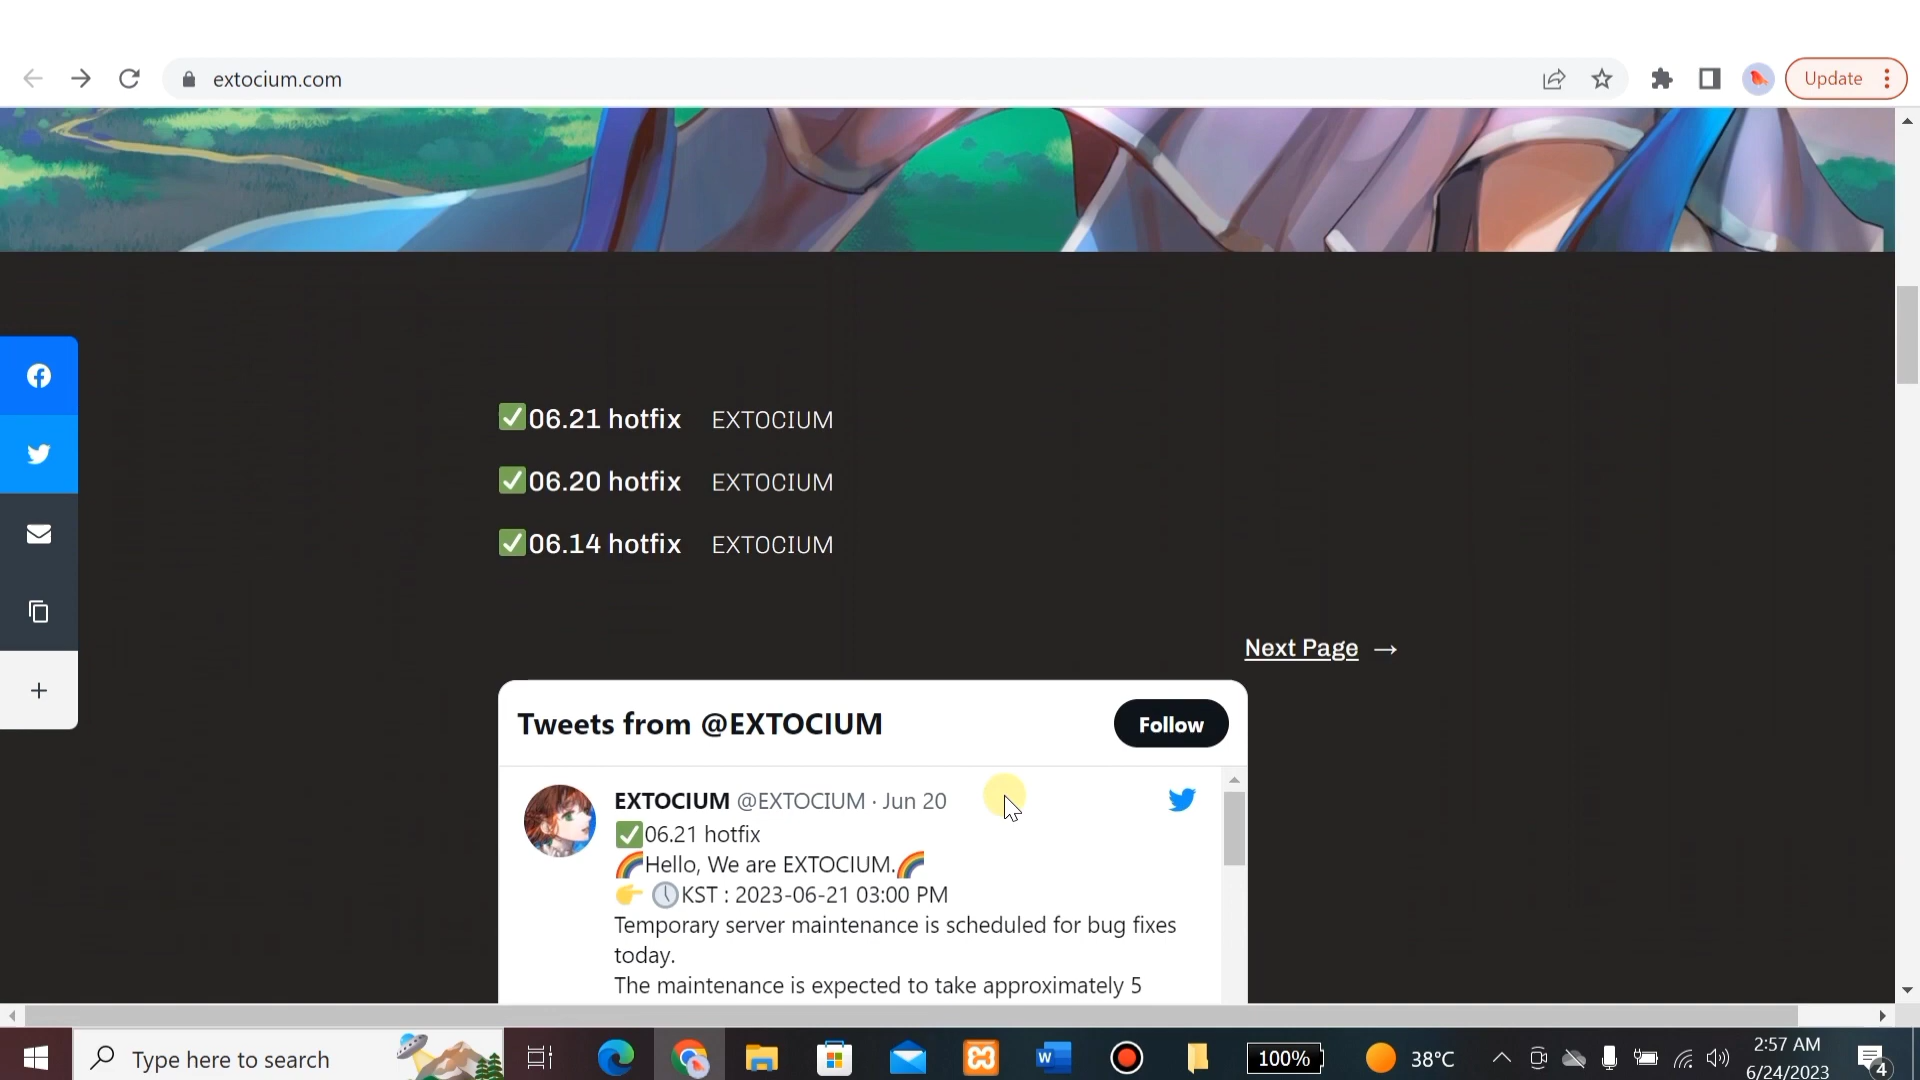 extocium.com
Update
✅06.21 hotfix EXTOCIUM
✅06.20 hotfix EXTOCIUM
✅06.14 hotfix EXTOCIUM
Next Page →
Tweets from @EXTOCIUM
Follow
EXTOCIUM @EXTOCIUM · Jun 20
✅06.21 hotfix
🌈Hello, We are EXTOCIUM.🌈
👉 🕔KST : 2023-06-21 03:00 PM
Temporary server maintenance is scheduled for bug fixes
today.
The maintenance is expected to take approximately 5
Type here to search
100%
38°C
2:57 AM
6/24/2023
4